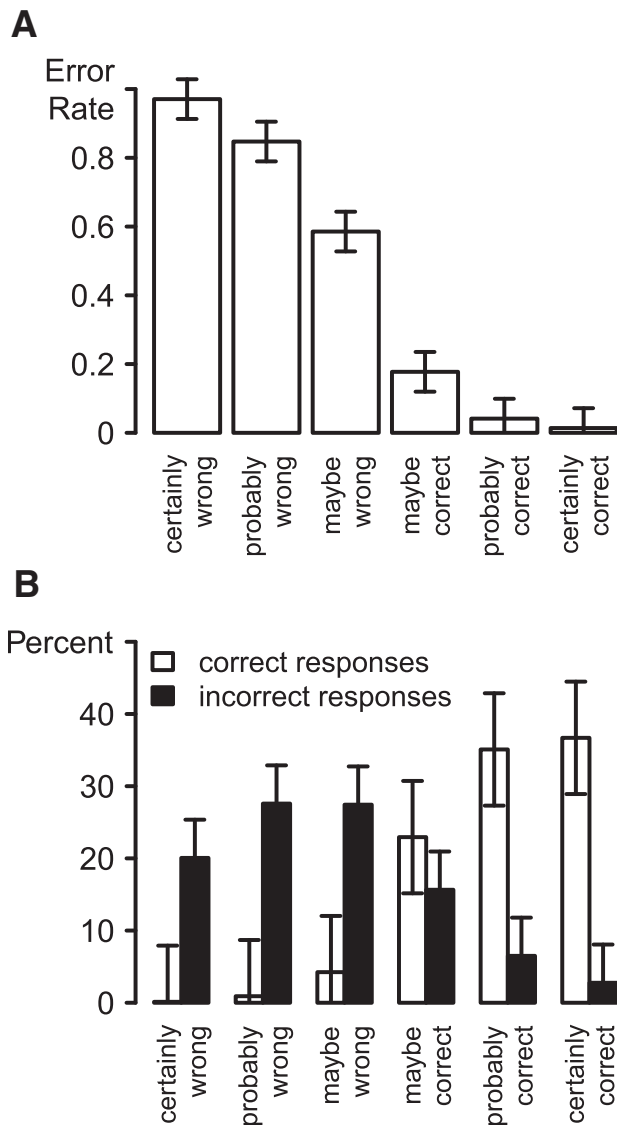 A
Error
Rate
0.8
0.6
0.4
0.2
0
certainly
wrong
probably
wrong
maybe
wrong
maybe
correct
probably
correct
certainly
correct
B
Percent
correct responses
incorrect responses
40
30
20
10
0
certainly
wrong
probably
wrong
maybe
wrong
maybe
correct
probably
correct
certainly
correct